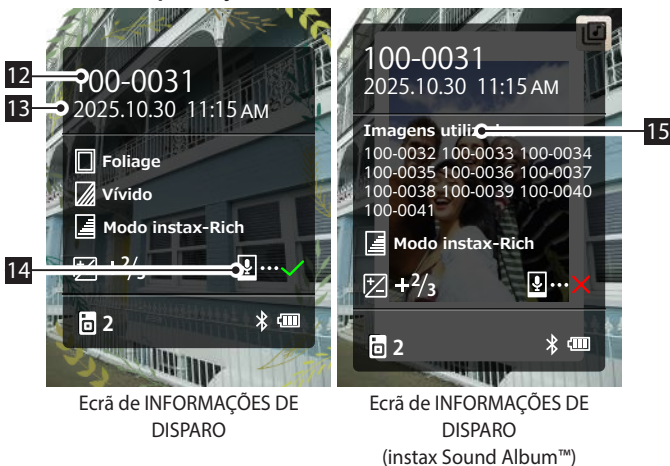 12
100-0031
13
2025.10.30 11:15 AM
Foliage
Vívido
Modo instax-Rich
14
+2/3
...
2
Ecrã de INFORMAÇÕES DE
DISPARO
100-0031
2025.10.30 11:15 AM
Imagens
15
100-0032 100-0033 100-0034
100-0035 100-0036 100-0037
100-0038 100-0039 100-0040
100-0041
Modo instax-Rich
+2/3
...
2
Ecrã de INFORMAÇÕES DE
DISPARO
(instax Sound Album™)